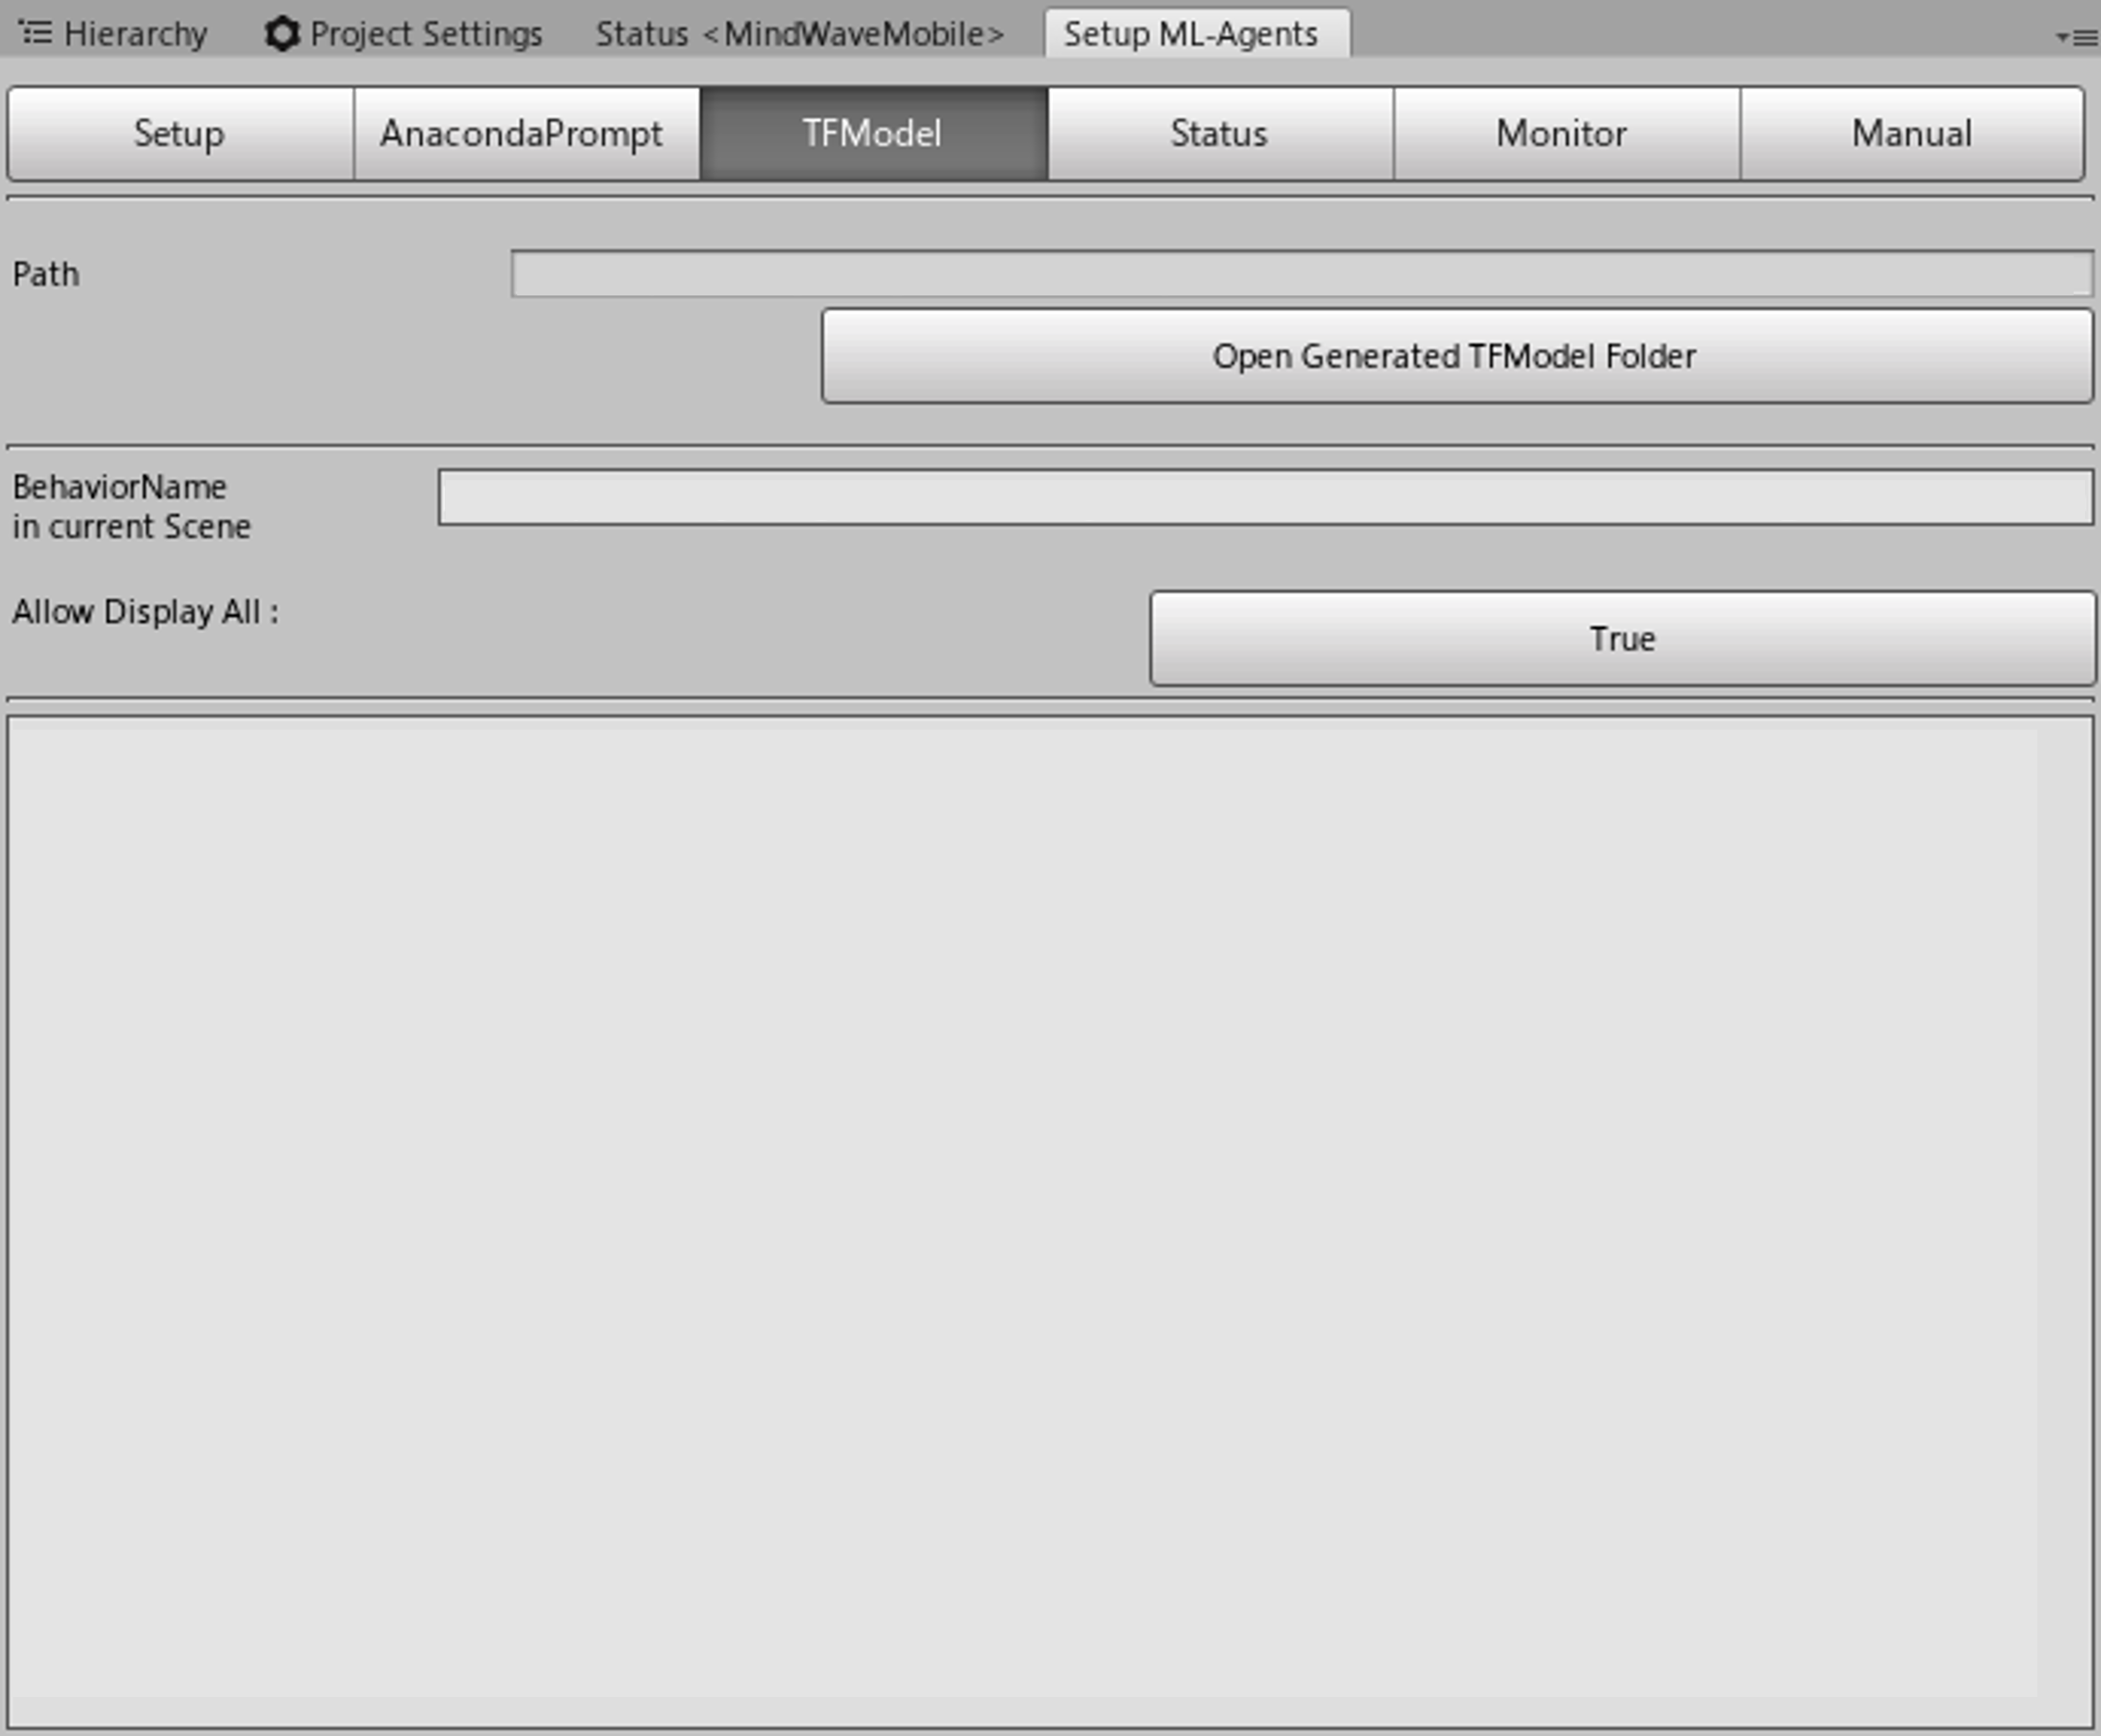 Hierarchy Project Settings Status <MindWaveMobile> Setup ML-Agents
Setup AnacondaPrompt TFModel Status Monitor Manual
Path
Open Generated TFModel Folder
BehaviorName
in current Scene
Allow Display All :
True